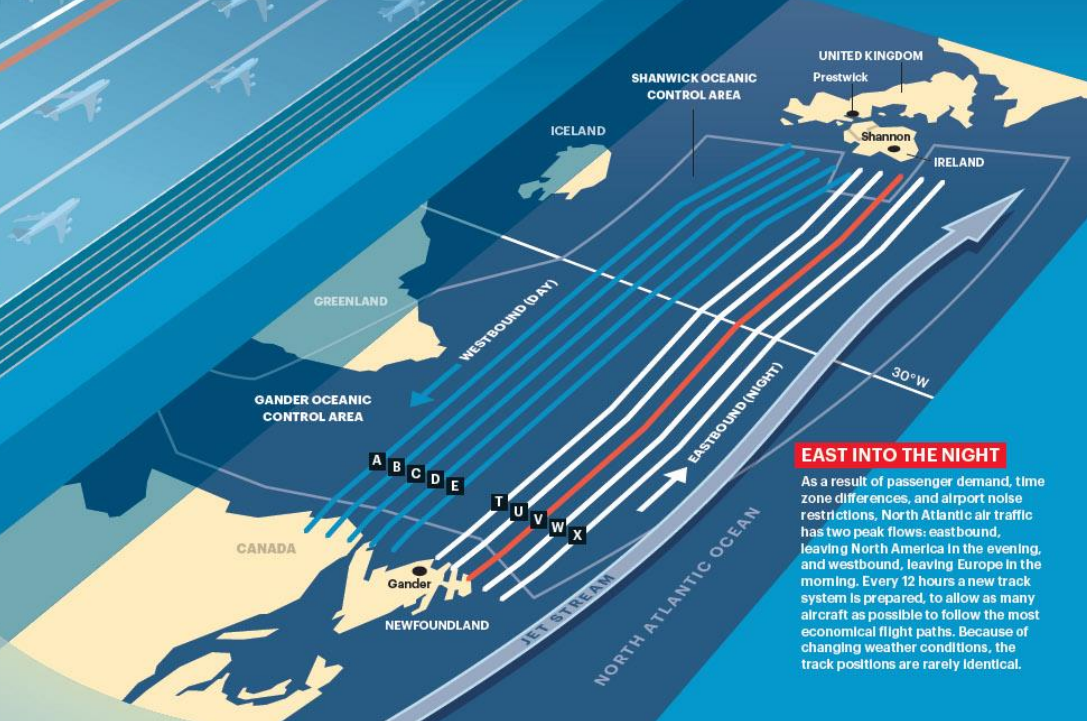 UNITED KINGDOM
Prestwick
SHANWICK OCEANIC
CONTROL AREA
ICELAND
Shannon
IRELAND
GREENLAND
WESTBOUND (DAY)
30°W
GANDER OCEANIC
CONTROL AREA
EASTBOUND (NIGHT)
A
B
C
D
E
T
U
V
W
X
CANADA
Gander
NEWFOUNDLAND
JET STREAM
NORTH ATLANTIC OCEAN
EAST INTO THE NIGHT
As a result of passenger demand, time
zone differences, and airport noise
restrictions, North Atlantic air traffic
has two peak flows: eastbound,
leaving North America in the evening,
and westbound, leaving Europe in the
morning. Every 12 hours a new track
system is prepared, to allow as many
aircraft as possible to follow the most
economical flight paths. Because of
changing weather conditions, the
track positions are rarely identical.